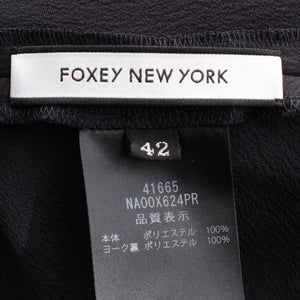 FOXEY NEW YORK
42
41665
NAOOX624PR
品質表示
本体 ポリエステル 100%
ヨーク裏 ポリエステル 100%